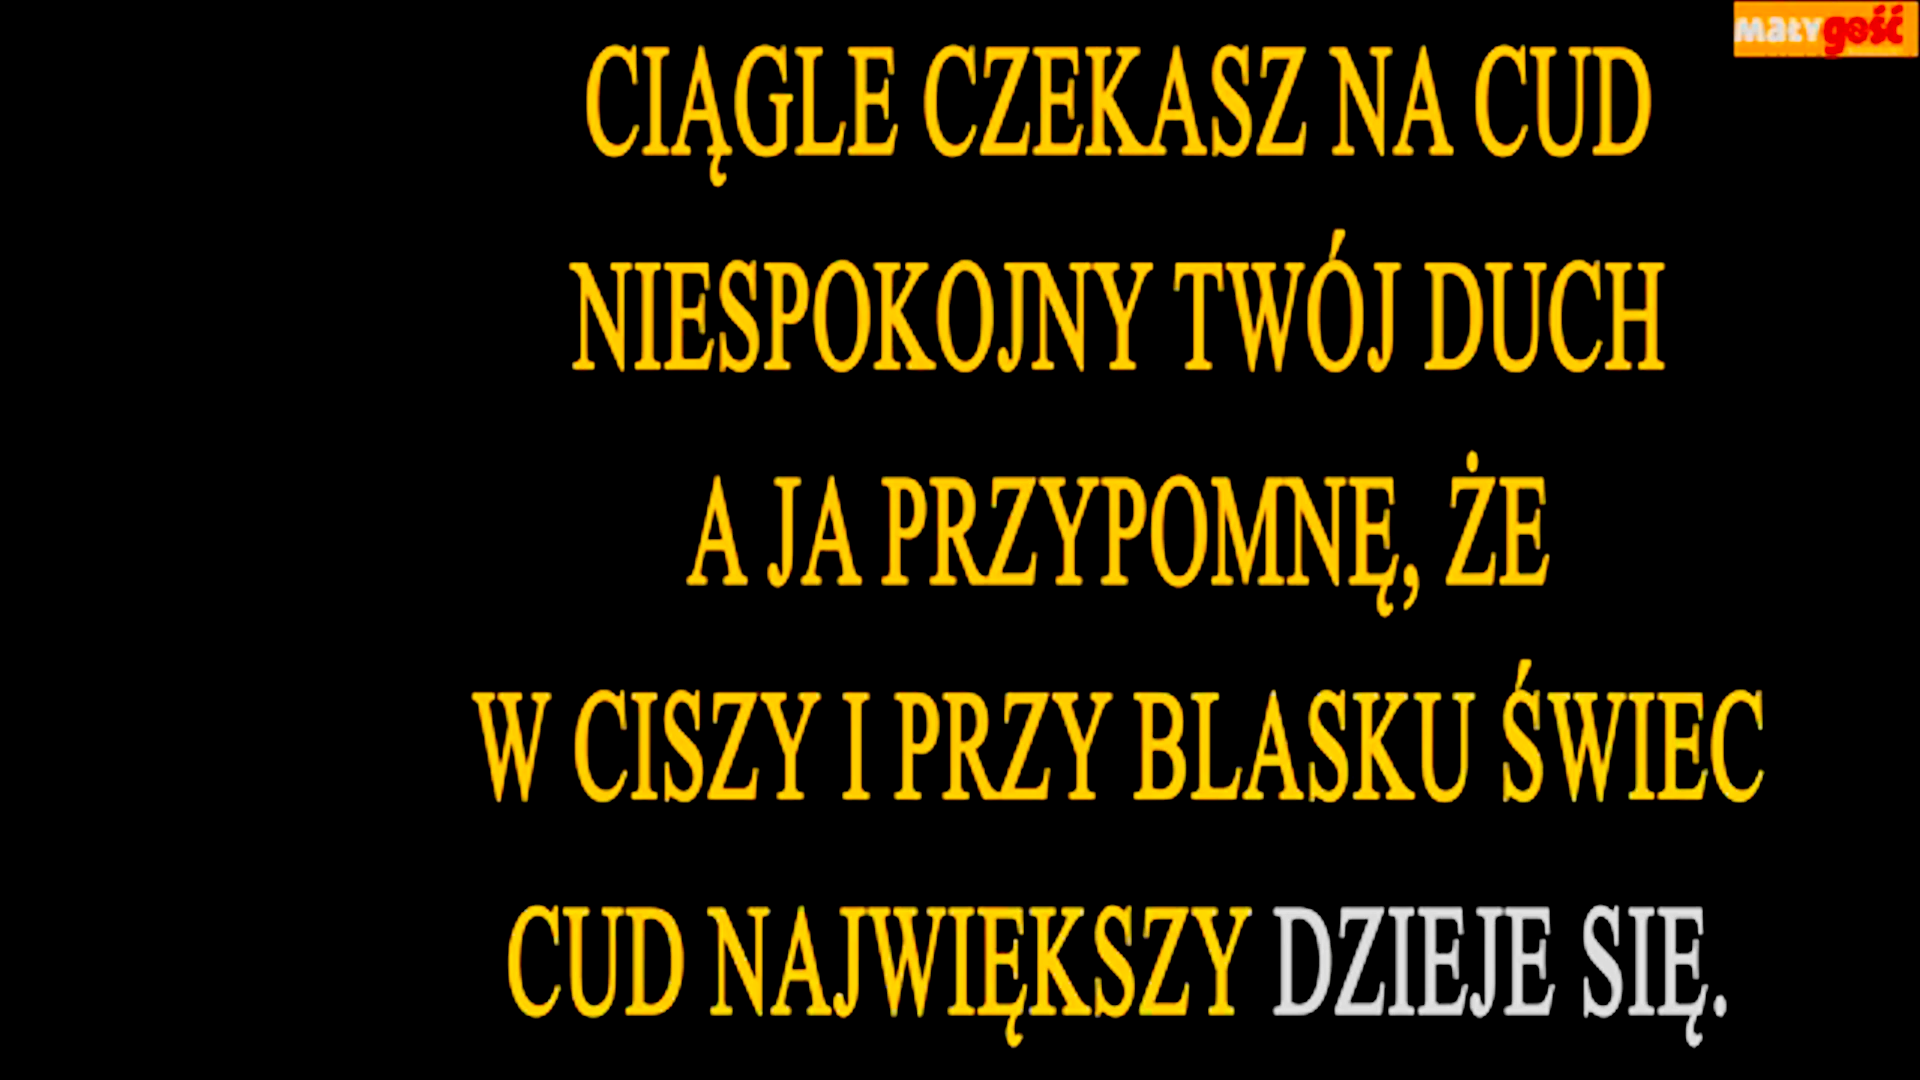 małygość
CIĄGLE CZEKASZ NA CUD
NIESPOKOJNY TWÓJ DUCH
A JA PRZYPOMNĘ, ŻE
W CISZY I PRZY BLASKU ŚWIEC
CUD NAJWIĘKSZY DZIEJE SIĘ.